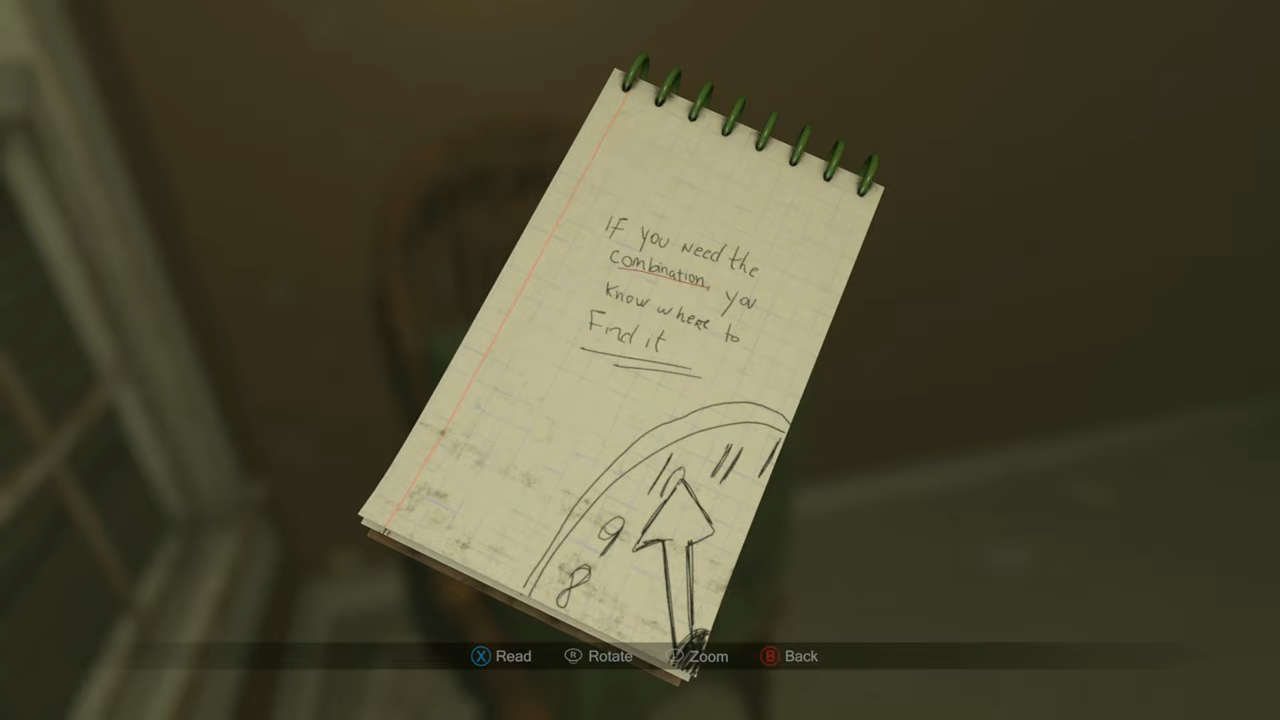 If you need the
Combination, you
know where to
Find it
10
11
1
9
8
X Read
R Rotate
Zoom
B Back